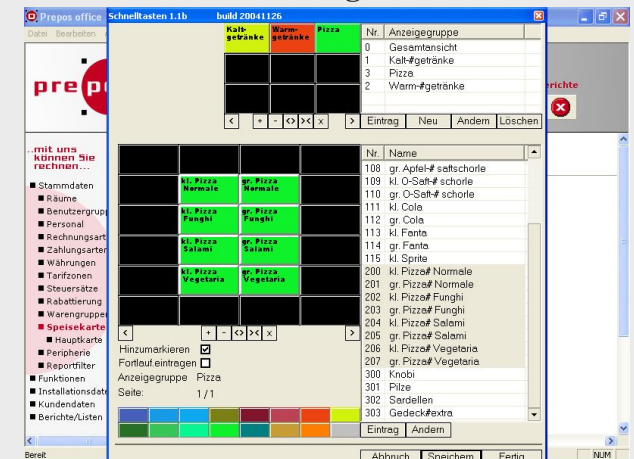 Prepos office
Schnelltasten 1.1b build 20041126
Datei Bearbeiten
prep
erichte
..mit uns
können Sie
rechnen...
Stammdaten
Räume
Benutzergrup
Personal
Rechnungsart
Zahlungsarten
Währungen
Tarifzonen
Steuersätze
Rabattierung
Warengruppe
Speisekarte
Hauptkarte
Peripherie
Reportfilter
Funktionen
Installationsdate
Kundendaten
Berichte/Listen
Kalt-
getränke
Warm-
getränke
Pizza
< + - <> >< x >
Nr. Anzeigegruppe
0 Gesamtansicht
1 Kalt-#getränke
3 Pizza
2 Warm-#getränke
Eintrag Neu Ändern Löschen
kl. Pizza
Normale
gr. Pizza
Normale
kl. Pizza
Funghi
gr. Pizza
Funghi
kl. Pizza
Salami
gr. Pizza
Salami
kl. Pizza
Vegetaria
gr. Pizza
Vegetaria
< + - <> >< x >
Hinzumarkieren
Fortlauf.eintragen
Anzeigegruppe Pizza
Seite: 1/1
Nr. Name
108 gr. Apfel-# saftschorle
109 kl. O-Saft-# schorle
110 gr. O-Saft-# schorle
111 kl. Cola
112 gr. Cola
113 kl. Fanta
114 gr. Fanta
115 kl. Sprite
200 kl. Pizza# Normale
201 gr. Pizza# Normale
202 kl. Pizza# Funghi
203 gr. Pizza# Funghi
204 kl. Pizza# Salami
205 gr. Pizza# Salami
206 kl. Pizza# Vegetaria
207 gr. Pizza# Vegetaria
300 Knobi
301 Pilze
302 Sardellen
303 Gedeck#extra
Eintrag Ändern
Abbruch Speichern Fertig
Bereit NUM